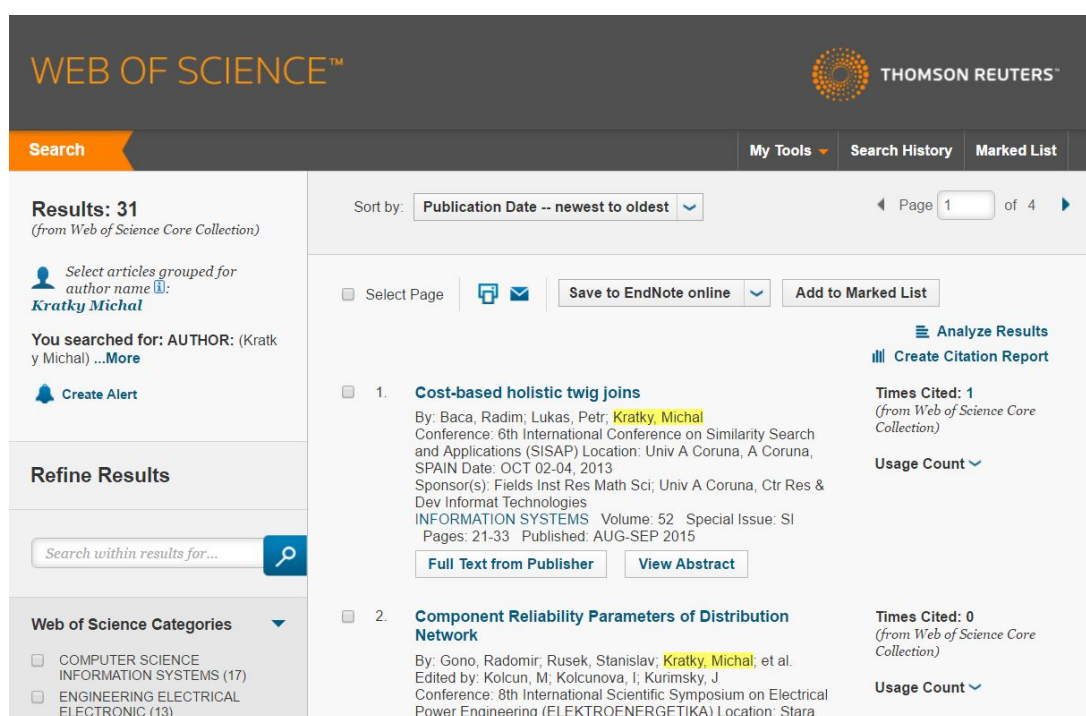 WEB OF SCIENCE™
THOMSON REUTERS™
Search
My Tools
Search History
Marked List
Results: 31
(from Web of Science Core Collection)
Select articles grouped for
author name i:
Kratky Michal
You searched for: AUTHOR: (Kratk
y Michal) ...More
Create Alert
Refine Results
Search within results for...
Web of Science Categories
COMPUTER SCIENCE
INFORMATION SYSTEMS (17)
ENGINEERING ELECTRICAL
ELECTRONIC (13)
Sort by: Publication Date -- newest to oldest
Page 1 of 4
Select Page
Save to EndNote online
Add to Marked List
Analyze Results
Create Citation Report
1. Cost-based holistic twig joins
By: Baca, Radim; Lukas, Petr; Kratky, Michal
Conference: 6th International Conference on Similarity Search
and Applications (SISAP) Location: Univ A Coruna, A Coruna,
SPAIN Date: OCT 02-04, 2013
Sponsor(s): Fields Inst Res Math Sci; Univ A Coruna, Ctr Res &
Dev Informat Technologies
INFORMATION SYSTEMS Volume: 52 Special Issue: SI
Pages: 21-33 Published: AUG-SEP 2015
Full Text from Publisher
View Abstract
Times Cited: 1
(from Web of Science Core
Collection)
Usage Count
2. Component Reliability Parameters of Distribution
Network
By: Gono, Radomir; Rusek, Stanislav; Kratky, Michal; et al.
Edited by: Kolcun, M; Kolcunova, I; Kurimsky, J
Conference: 8th International Scientific Symposium on Electrical
Power Engineering (ELEKTROENERGETIKA) Location: Stara
Times Cited: 0
(from Web of Science Core
Collection)
Usage Count